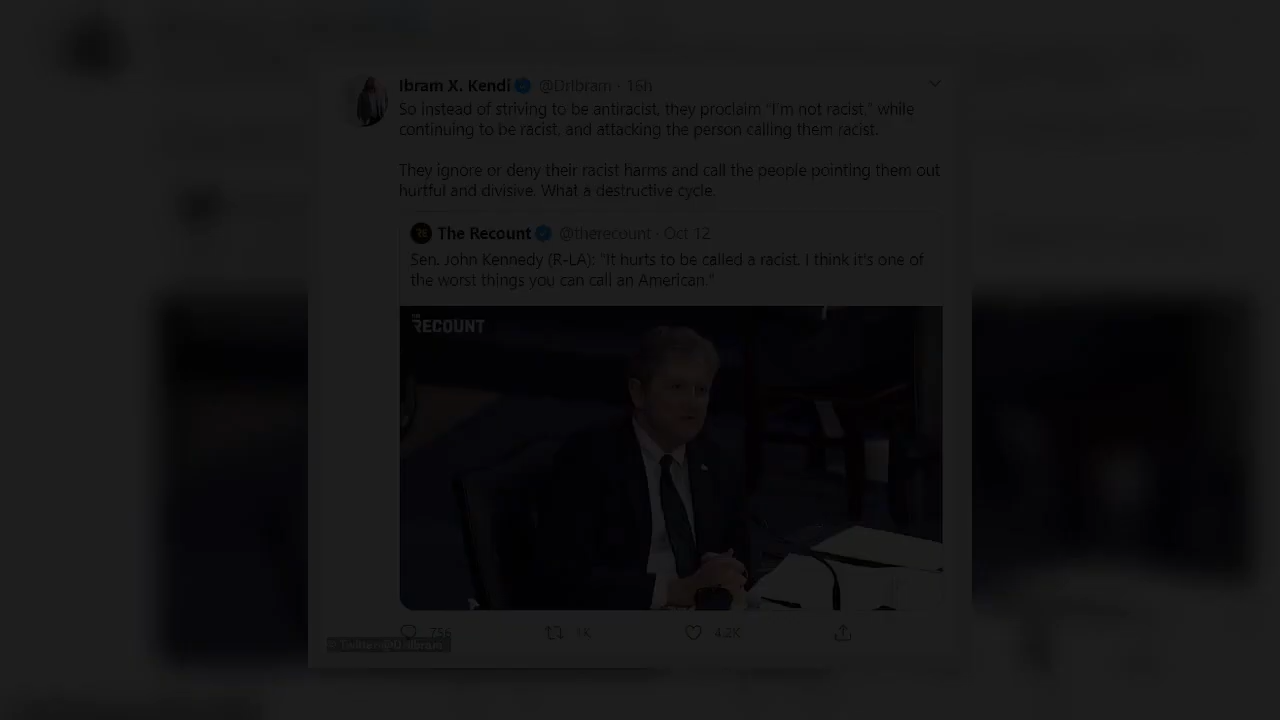 Ibram X. Kendi @DrIbram · 16h
So instead of striving to be antiracist, they proclaim "I'm not racist," while
continuing to be racist, and attacking the person calling them racist.
They ignore or deny their racist harms and call the people pointing them out
hurtful and divisive. What a destructive cycle.
The Recount @therecount · Oct 12
Sen. John Kennedy (R-LA): "It hurts to be called a racist. I think it's one of
the worst things you can call an American."
RECOUNT
756 1K 4.2K
© Twitter/@DrIbram